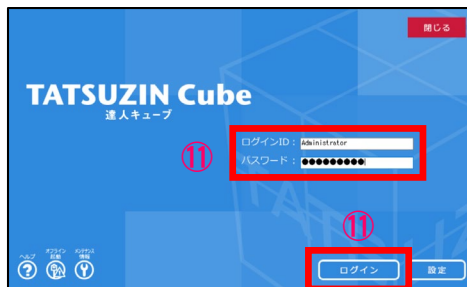 閉じる
TATSUZIN Cube
達人キューブ
ログインID： Administrator
パスワード： ●●●●●●●●●
⑪
⑪
ヘルプ
オフライン
起動
メンテナンス
情報
ログイン
設定